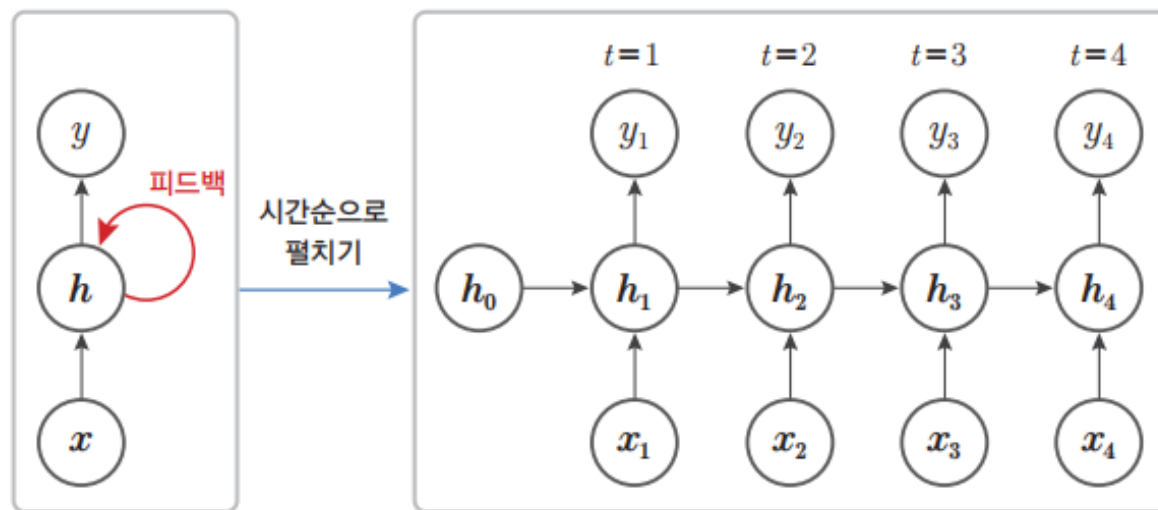 y
피드백
h
x
시간순으로
펼치기
t=1 t=2 t=3 t=4
y₁ y₂ y₃ y₄
h₀ h₁ h₂ h₃ h₄
x₁ x₂ x₃ x₄